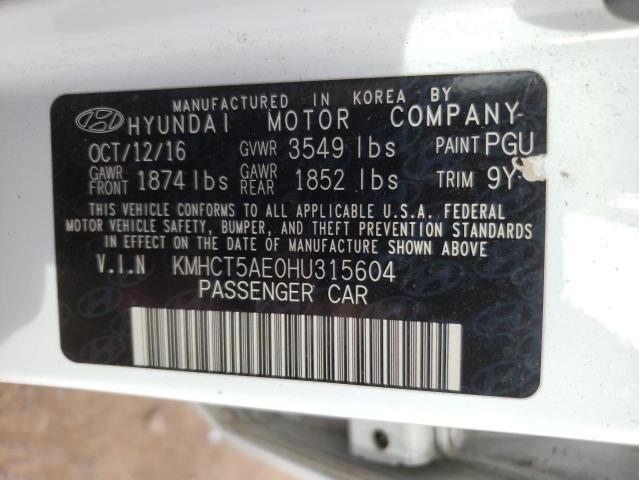 MANUFACTURED IN KOREA BY
HYUNDAI MOTOR COMPANY
OCT/12/16 GVWR 3549 lbs PAINT PGU
GAWR FRONT 1874 lbs GAWR REAR 1852 lbs TRIM 9Y
THIS VEHICLE CONFORMS TO ALL APPLICABLE U.S.A. FEDERAL
MOTOR VEHICLE SAFETY, BUMPER, AND THEFT PREVENTION STANDARDS
IN EFFECT ON THE DATE OF MANUFACTURE SHOWN ABOVE
V.I.N KMHCT5AE0HU315604
PASSENGER CAR